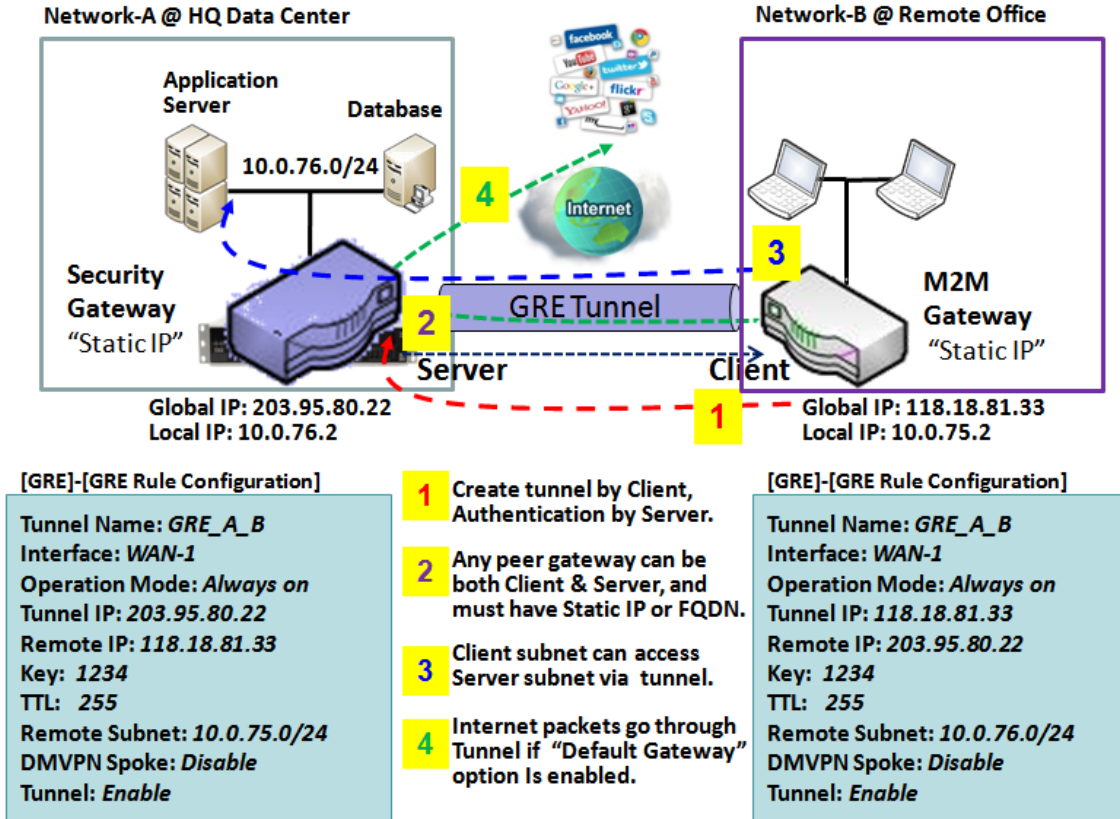 Network-A @ HQ Data Center
Network-B @ Remote Office
Application
Server
Database
10.0.76.0/24
facebook
YouTube
twitter
Google+
flickr
YAHOO!
g+
my
4
Internet
3
Security
Gateway
"Static IP"
GRE Tunnel
2
M2M
Gateway
"Static IP"
Server
Client
1
Global IP: 203.95.80.22
Local IP: 10.0.76.2
Global IP: 118.18.81.33
Local IP: 10.0.75.2
[GRE]-[GRE Rule Configuration]
Tunnel Name: GRE_A_B
Interface: WAN-1
Operation Mode: Always on
Tunnel IP: 203.95.80.22
Remote IP: 118.18.81.33
Key: 1234
TTL: 255
Remote Subnet: 10.0.75.0/24
DMVPN Spoke: Disable
Tunnel: Enable
1 Create tunnel by Client,
Authentication by Server.
2 Any peer gateway can be
both Client & Server, and
must have Static IP or FQDN.
3 Client subnet can access
Server subnet via tunnel.
4 Internet packets go through
Tunnel if "Default Gateway"
option Is enabled.
[GRE]-[GRE Rule Configuration]
Tunnel Name: GRE_A_B
Interface: WAN-1
Operation Mode: Always on
Tunnel IP: 118.18.81.33
Remote IP: 203.95.80.22
Key: 1234
TTL: 255
Remote Subnet: 10.0.76.0/24
DMVPN Spoke: Disable
Tunnel: Enable